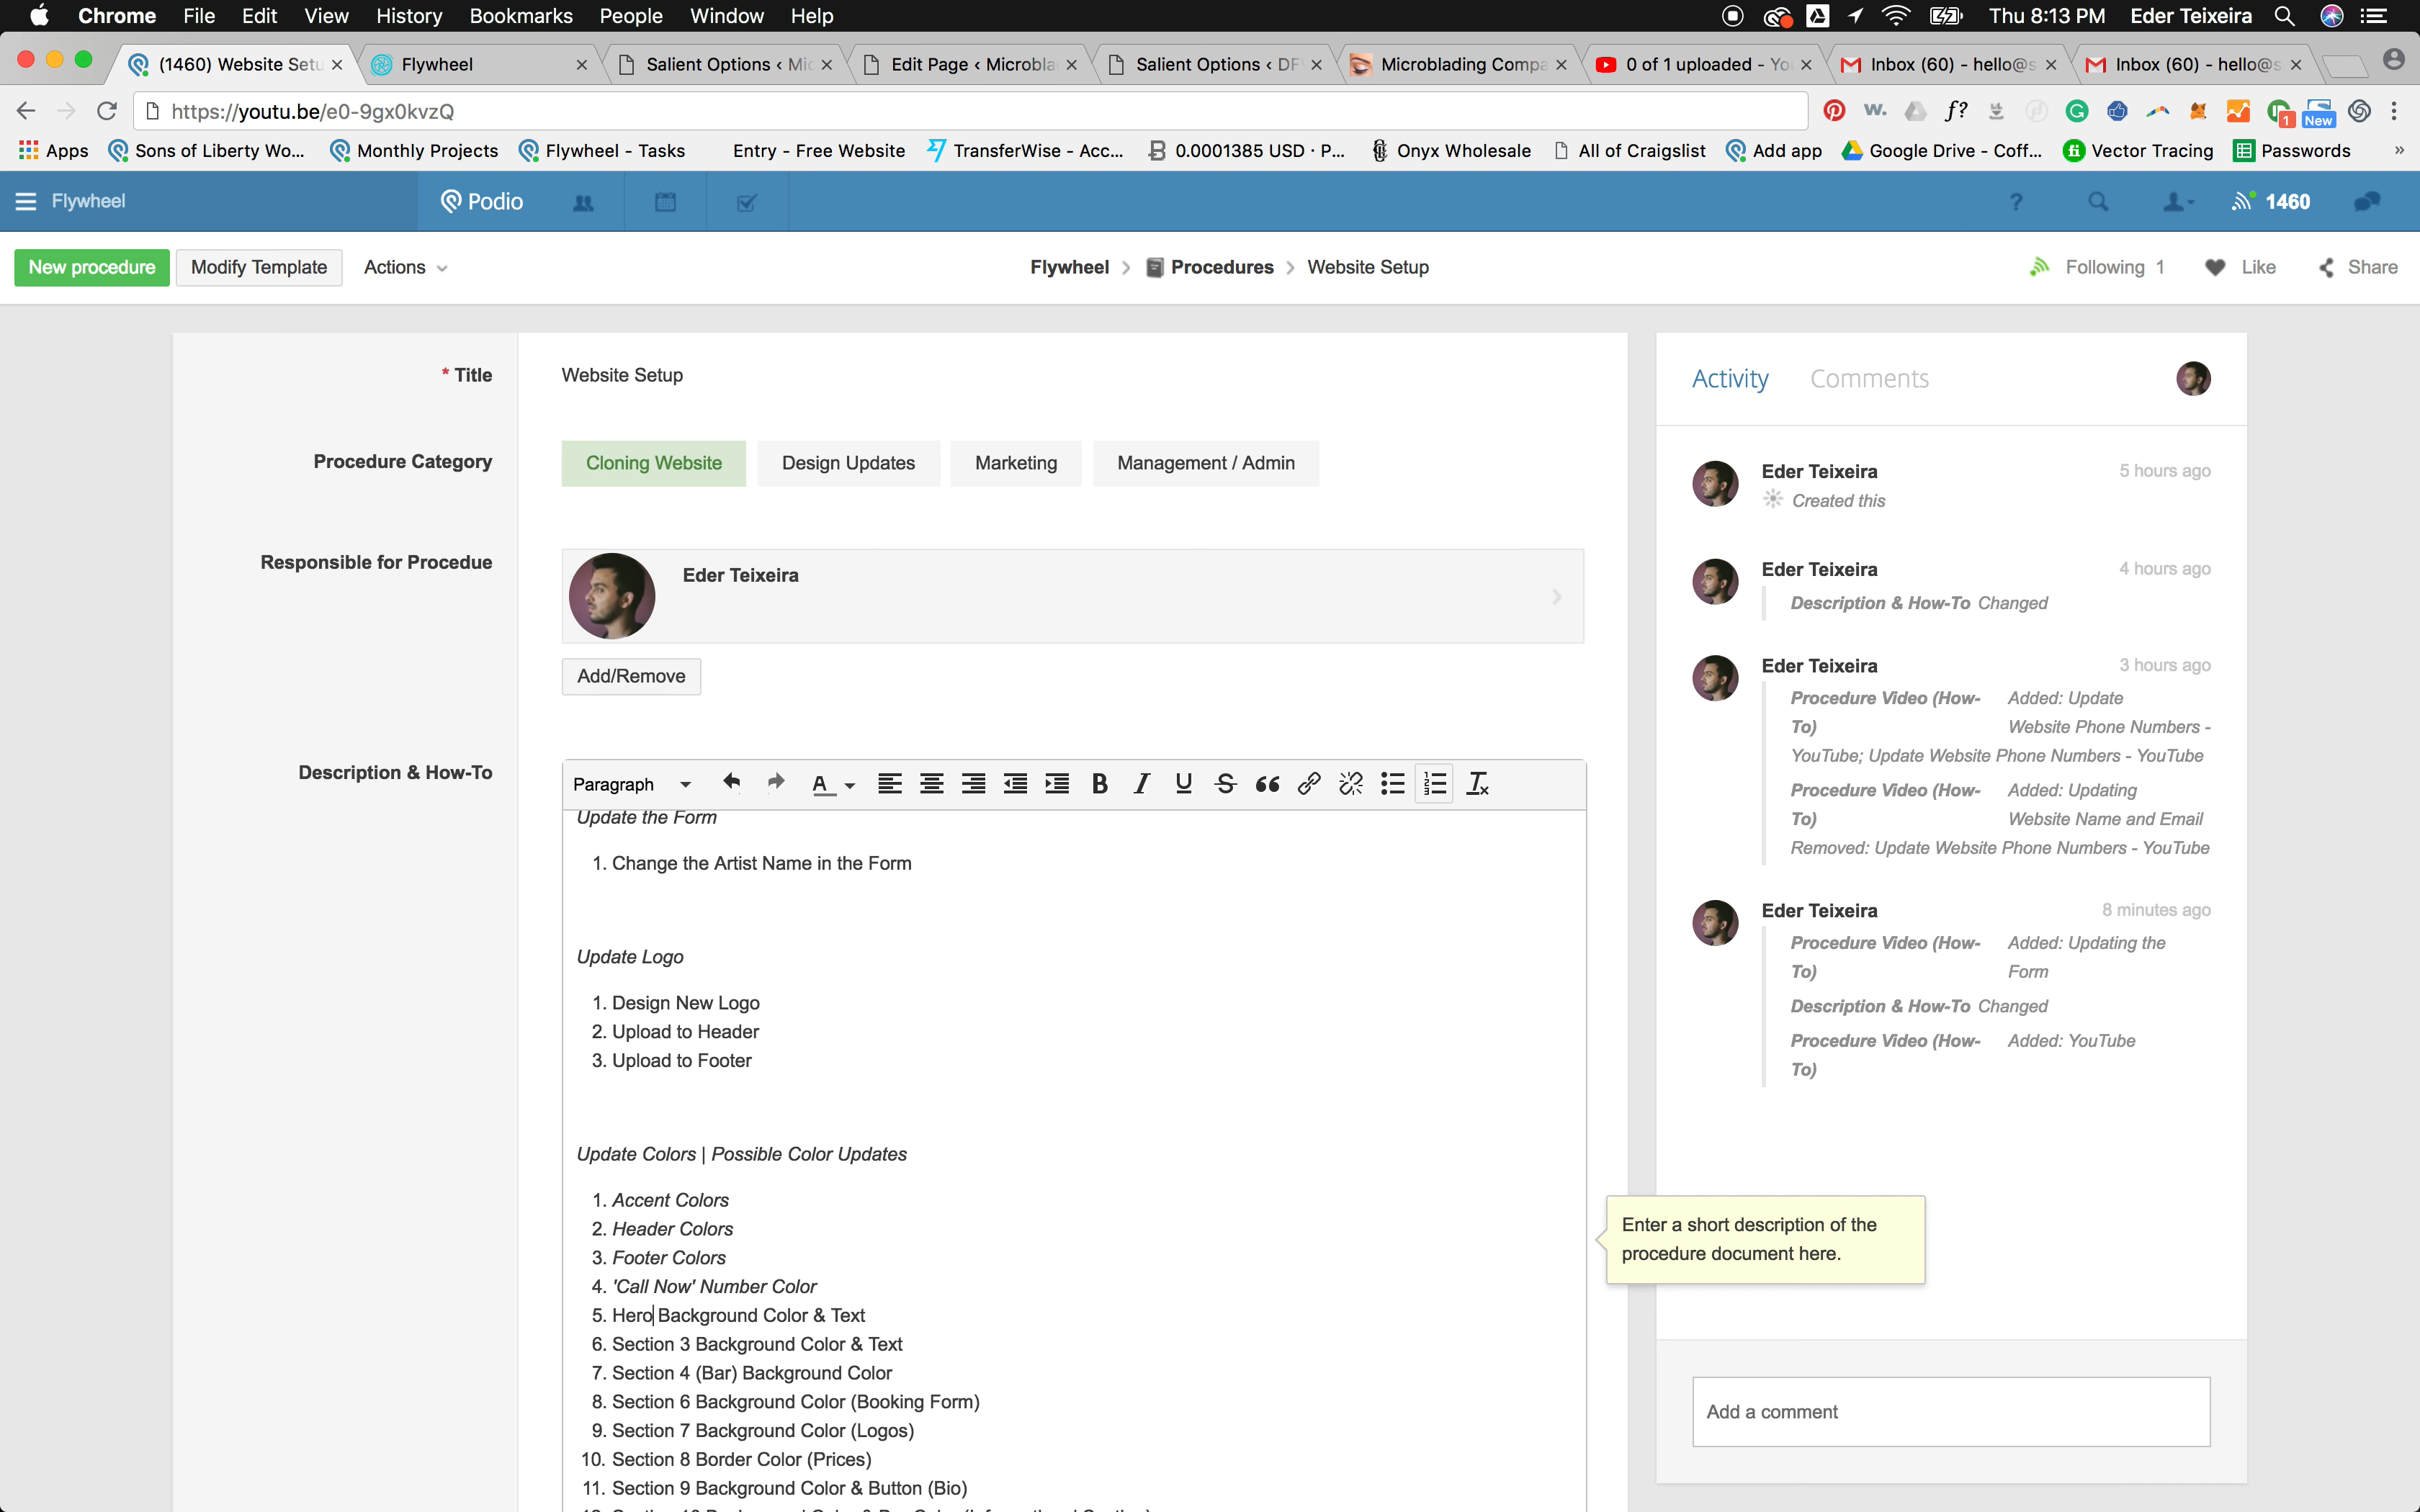 Chrome File Edit View History Bookmarks People Window Help Thu 8:13 PM Eder Teixeira
(1460) Website Setu Flywheel Salient Options ‹ Mic Edit Page ‹ Microbla Salient Options ‹ DF Microblading Compa 0 of 1 uploaded - Yo Inbox (60) - hello@s Inbox (60) - hello@s
https://youtu.be/e0-9gx0kvzQ
1 New
Apps Sons of Liberty Wo... Monthly Projects Flywheel - Tasks Entry - Free Website TransferWise - Acc... 0.0001385 USD · P... Onyx Wholesale All of Craigslist Add app Google Drive - Coff... Vector Tracing Passwords »
Flywheel Podio ? 1460
New procedure Modify Template Actions Flywheel Procedures Website Setup Following 1 Like Share
* Title Website Setup
Procedure Category Cloning Website Design Updates Marketing Management / Admin
Responsible for Procedue Eder Teixeira
Add/Remove
Description & How-To
Paragraph
Update the Form
1. Change the Artist Name in the Form
Update Logo
1. Design New Logo
2. Upload to Header
3. Upload to Footer
Update Colors | Possible Color Updates
1. Accent Colors
2. Header Colors
3. Footer Colors
4. 'Call Now' Number Color
5. Hero Background Color & Text
6. Section 3 Background Color & Text
7. Section 4 (Bar) Background Color
8. Section 6 Background Color (Booking Form)
9. Section 7 Background Color (Logos)
10. Section 8 Border Color (Prices)
11. Section 9 Background Color & Button (Bio)
Enter a short description of the
procedure document here.
Activity Comments
Eder Teixeira 5 hours ago
Created this
Eder Teixeira 4 hours ago
Description & How-To Changed
Eder Teixeira 3 hours ago
Procedure Video (How- Added: Update
To) Website Phone Numbers -
YouTube; Update Website Phone Numbers - YouTube
Procedure Video (How- Added: Updating
To) Website Name and Email
Removed: Update Website Phone Numbers - YouTube
Eder Teixeira 8 minutes ago
Procedure Video (How- Added: Updating the
To) Form
Description & How-To Changed
Procedure Video (How- Added: YouTube
To)
Add a comment